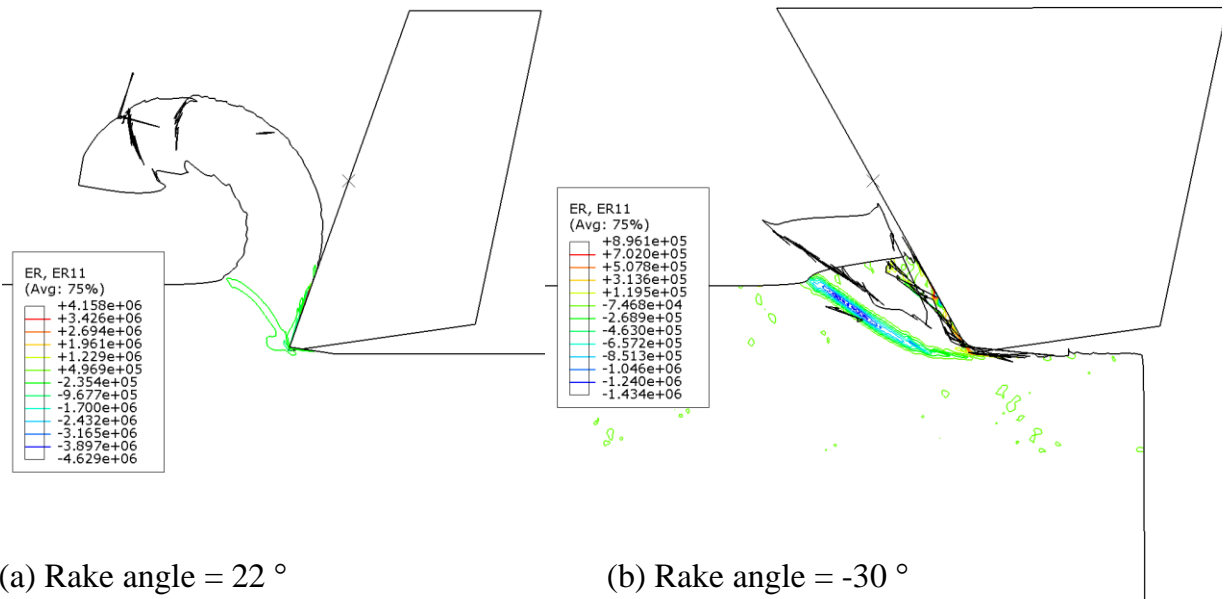 ER, ER11
(Avg: 75%)
+4.158e+06
+3.426e+06
+2.694e+06
+1.961e+06
+1.229e+06
+4.969e+05
-2.354e+05
-9.677e+05
-1.700e+06
-2.432e+06
-3.165e+06
-3.897e+06
-4.629e+06
ER, ER11
(Avg: 75%)
+8.961e+05
+7.020e+05
+5.078e+05
+3.136e+05
+1.195e+05
-7.468e+04
-2.689e+05
-4.630e+05
-6.572e+05
-8.513e+05
-1.046e+06
-1.240e+06
-1.434e+06
(a) Rake angle = 22 °
(b) Rake angle = -30 °